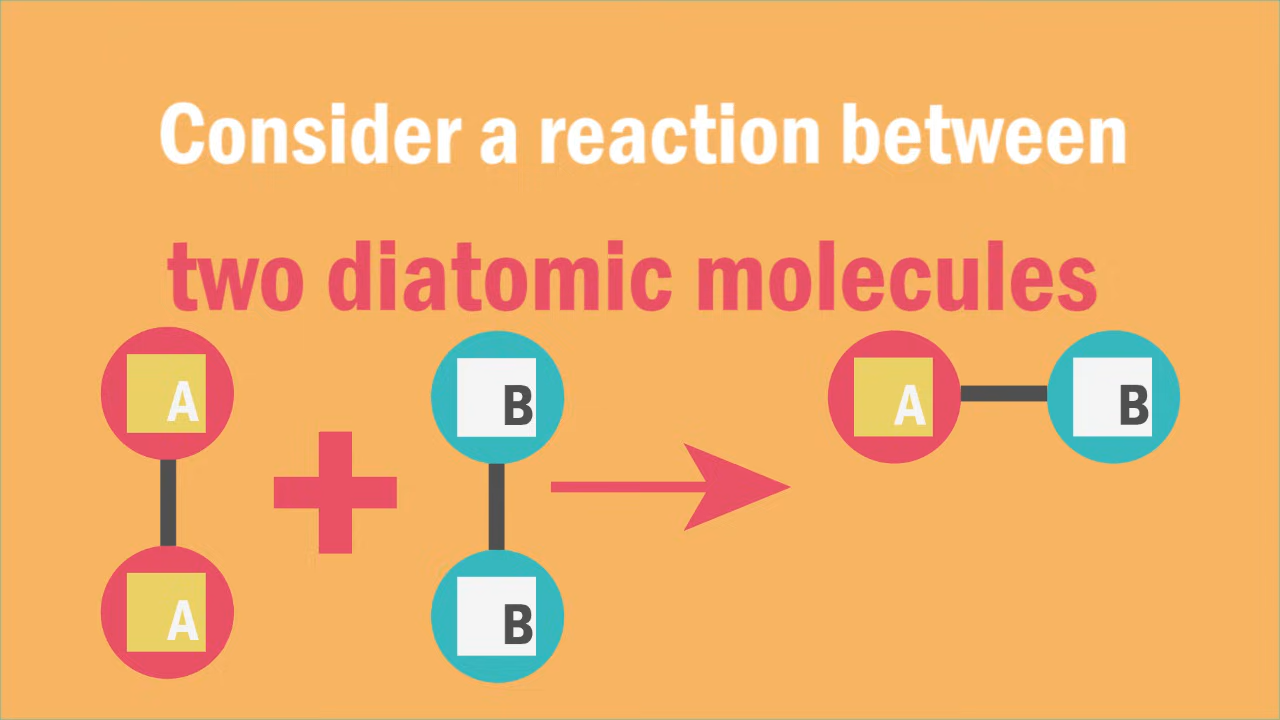 Consider a reaction between
two diatomic molecules
A B A B
A B